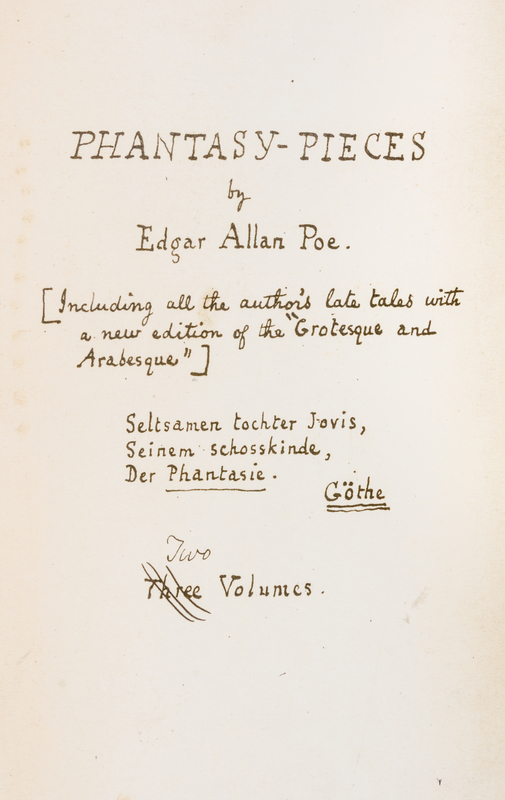 PHANTASY-PIECES
by
Edgar Allan Poe.
[Including all the author's late tales with
a new edition of the "Grotesque and
Arabesque"]
Seltsamen tochter Jovis,
Seinem schosskinde,
Der Phantasie.
Göthe
Two
Three Volumes.